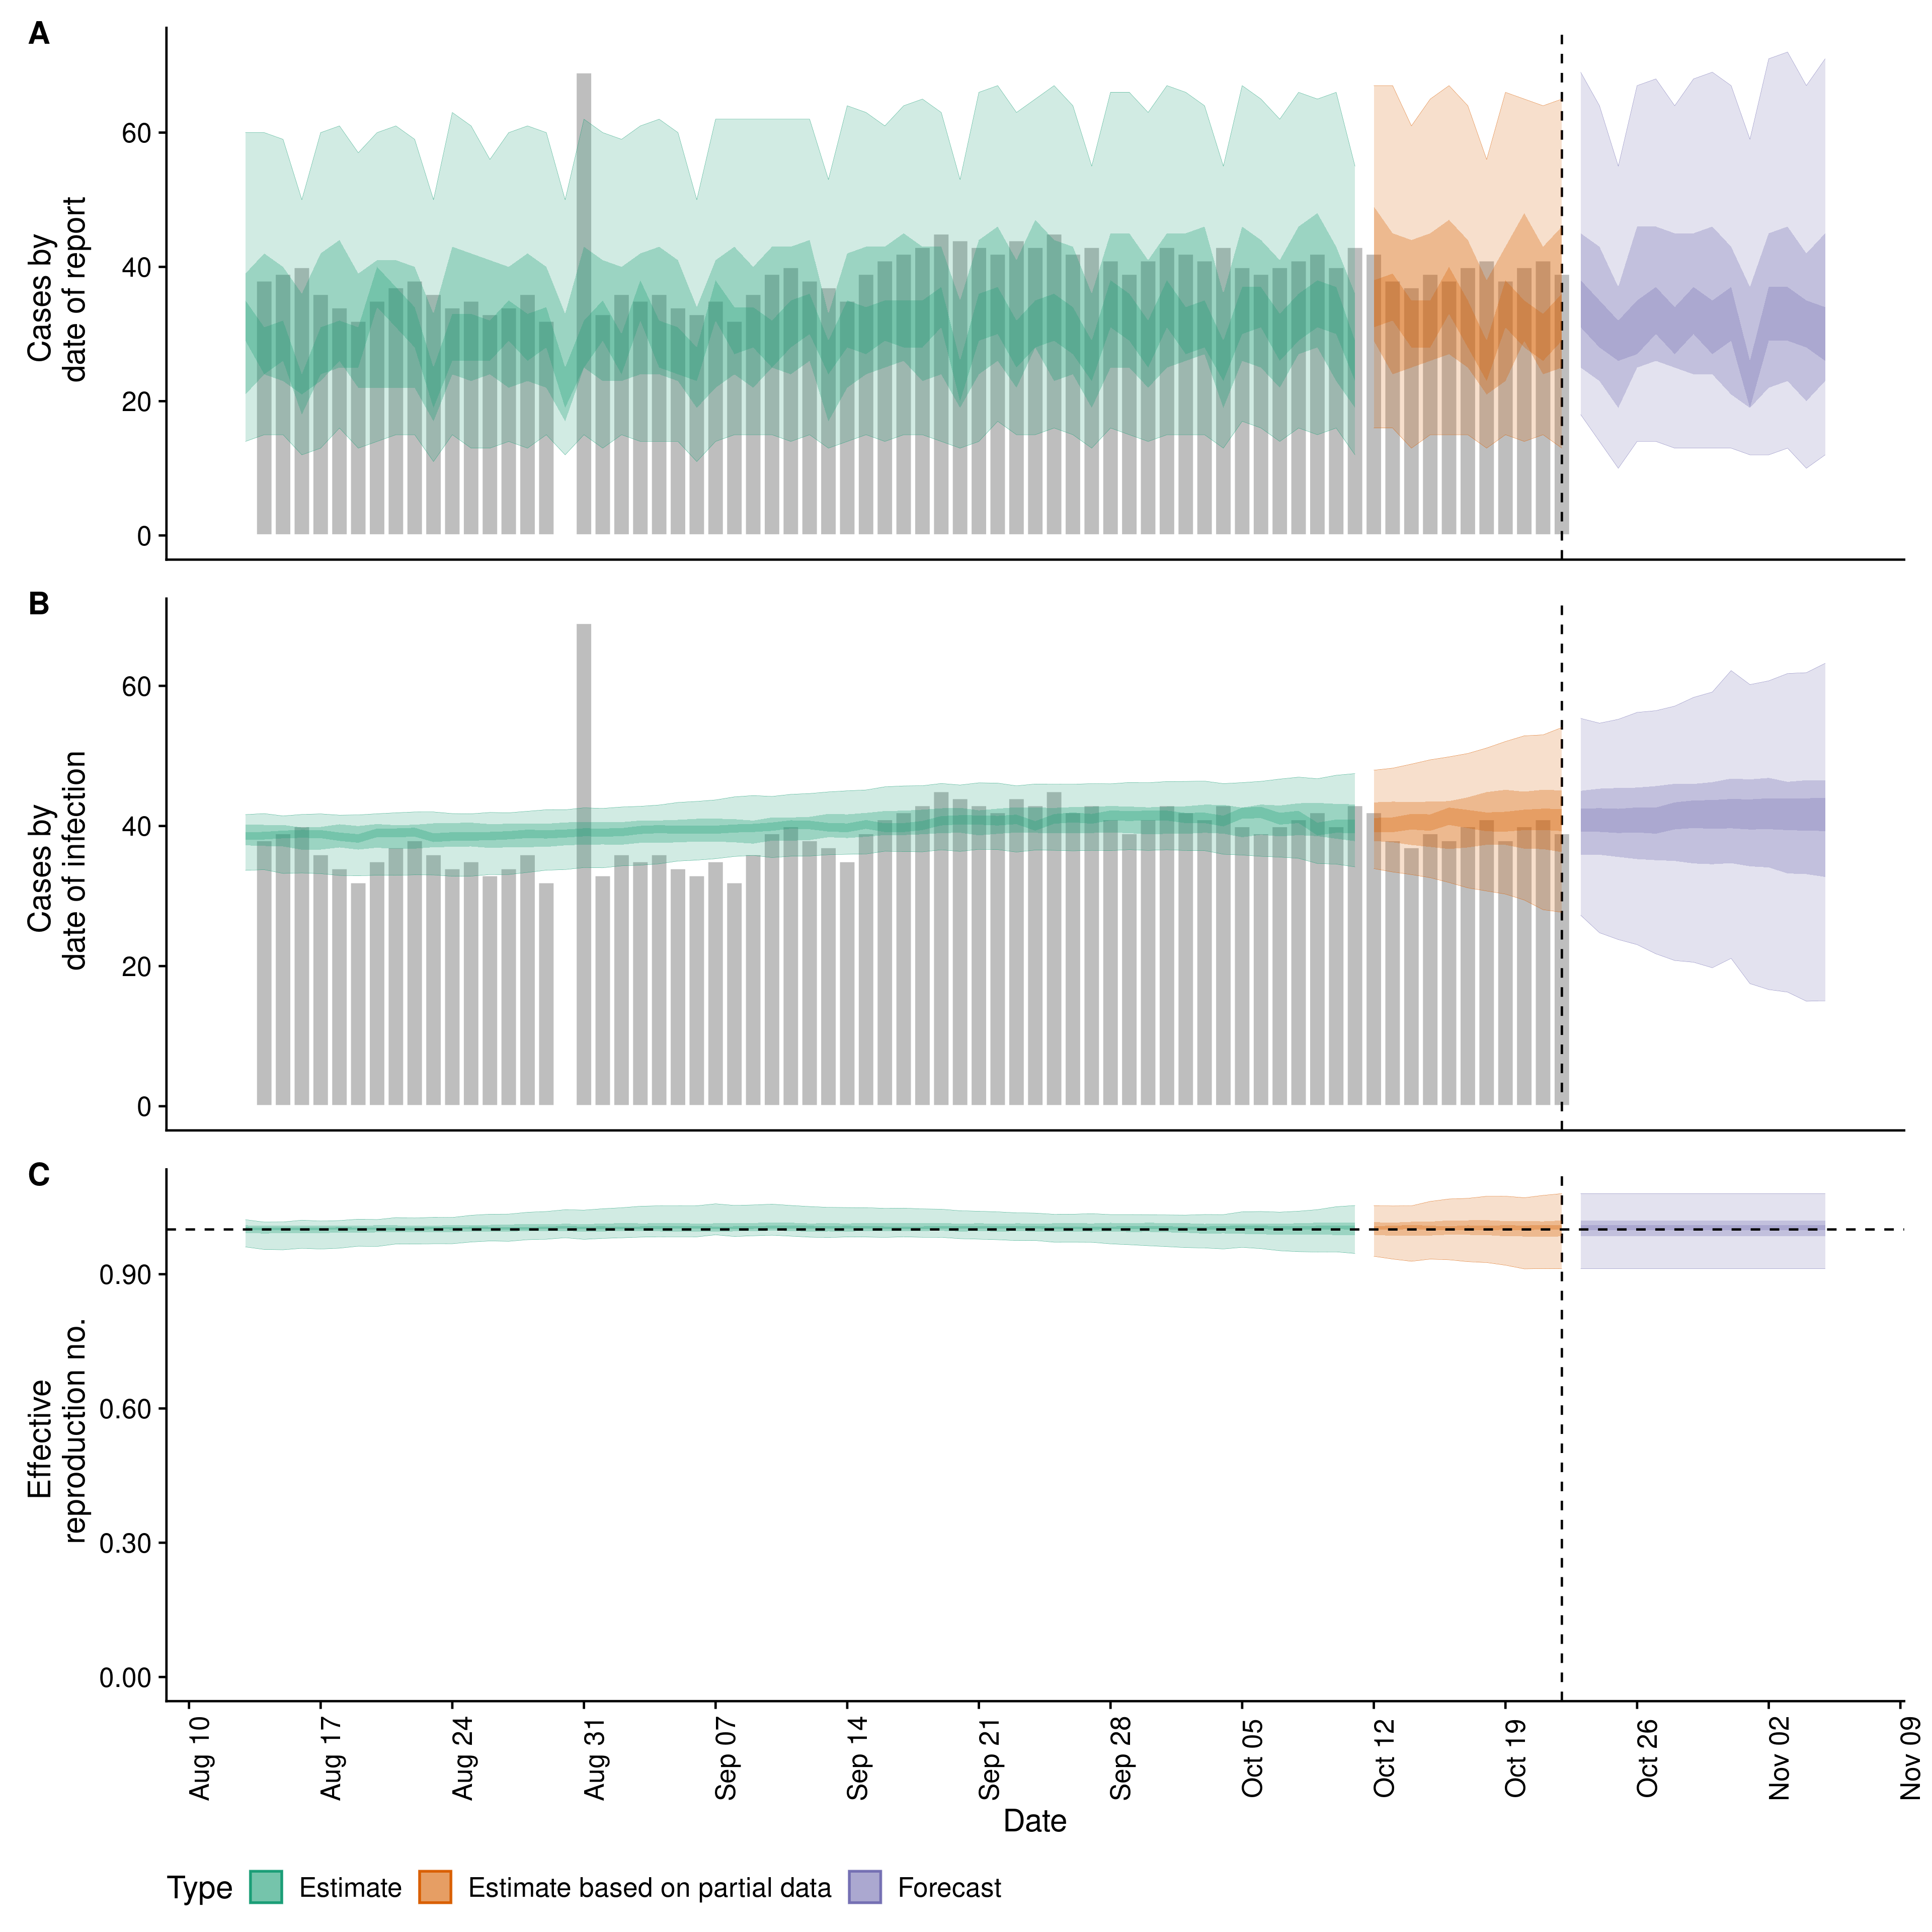 A
Cases by
date of report
60
40
20
0
B
Cases by
date of infection
60
40
20
0
C
Effective
reproduction no.
0.90
0.60
0.30
0.00
Aug 10
Aug 17
Aug 24
Aug 31
Sep 07
Sep 14
Sep 21
Sep 28
Oct 05
Oct 12
Oct 19
Oct 26
Nov 02
Nov 09
Date
Type Estimate Estimate based on partial data Forecast